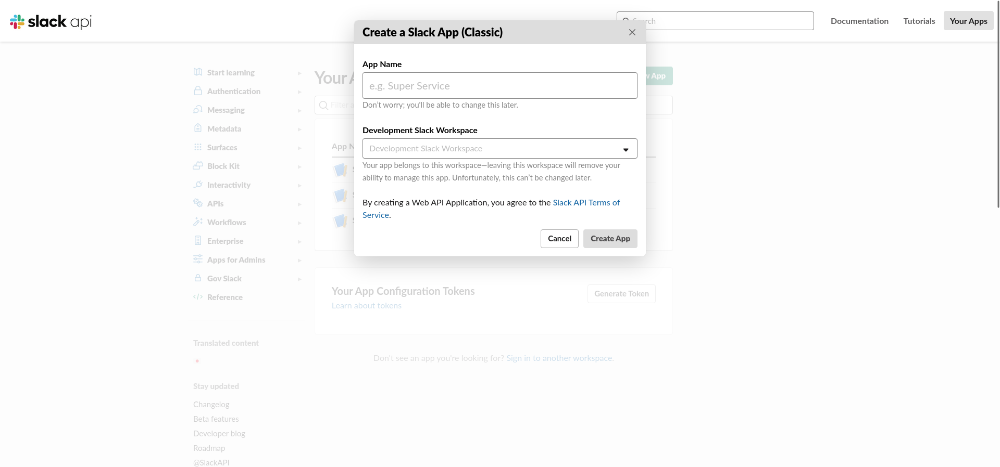 slack api
Search
Documentation
Tutorials
Your Apps
Create a Slack App (Classic)
App Name
e.g. Super Service
Don’t worry; you'll be able to change this later.
Development Slack Workspace
Development Slack Workspace
Your app belongs to this workspace—leaving this workspace will remove your
ability to manage this app. Unfortunately, this can’t be changed later.
By creating a Web API Application, you agree to the Slack API Terms of
Service.
Cancel
Create App
Start learning
Authentication
Messaging
Metadata
Surfaces
Block Kit
Interactivity
APIs
Workflows
Enterprise
Apps for Admins
Gov Slack
Reference
Translated content
Stay updated
Changelog
Beta features
Developer blog
Roadmap
@SlackAPI
Your
App
Filter
App
Your App Configuration Tokens
Learn about tokens
Generate Token
Don't see an app you're looking for? Sign in to another workspace.